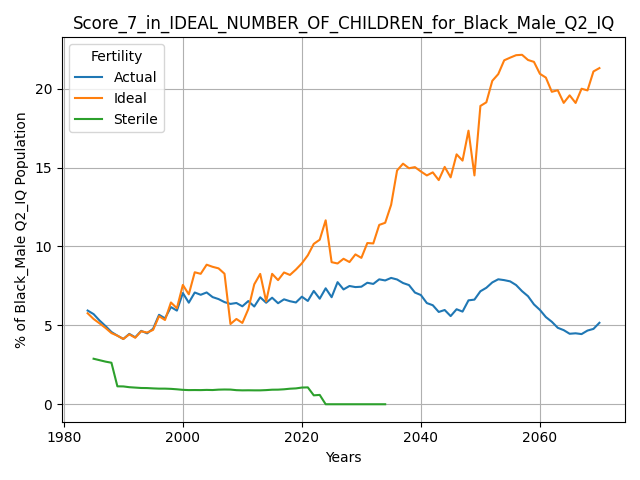 Score_7_in_IDEAL_NUMBER_OF_CHILDREN_for_Black_Male_Q2_IQ
Fertility
Actual
Ideal
Sterile
% of Black_Male Q2_IQ Population
20
15
10
5
0
1980
2000
2020
2040
2060
Years